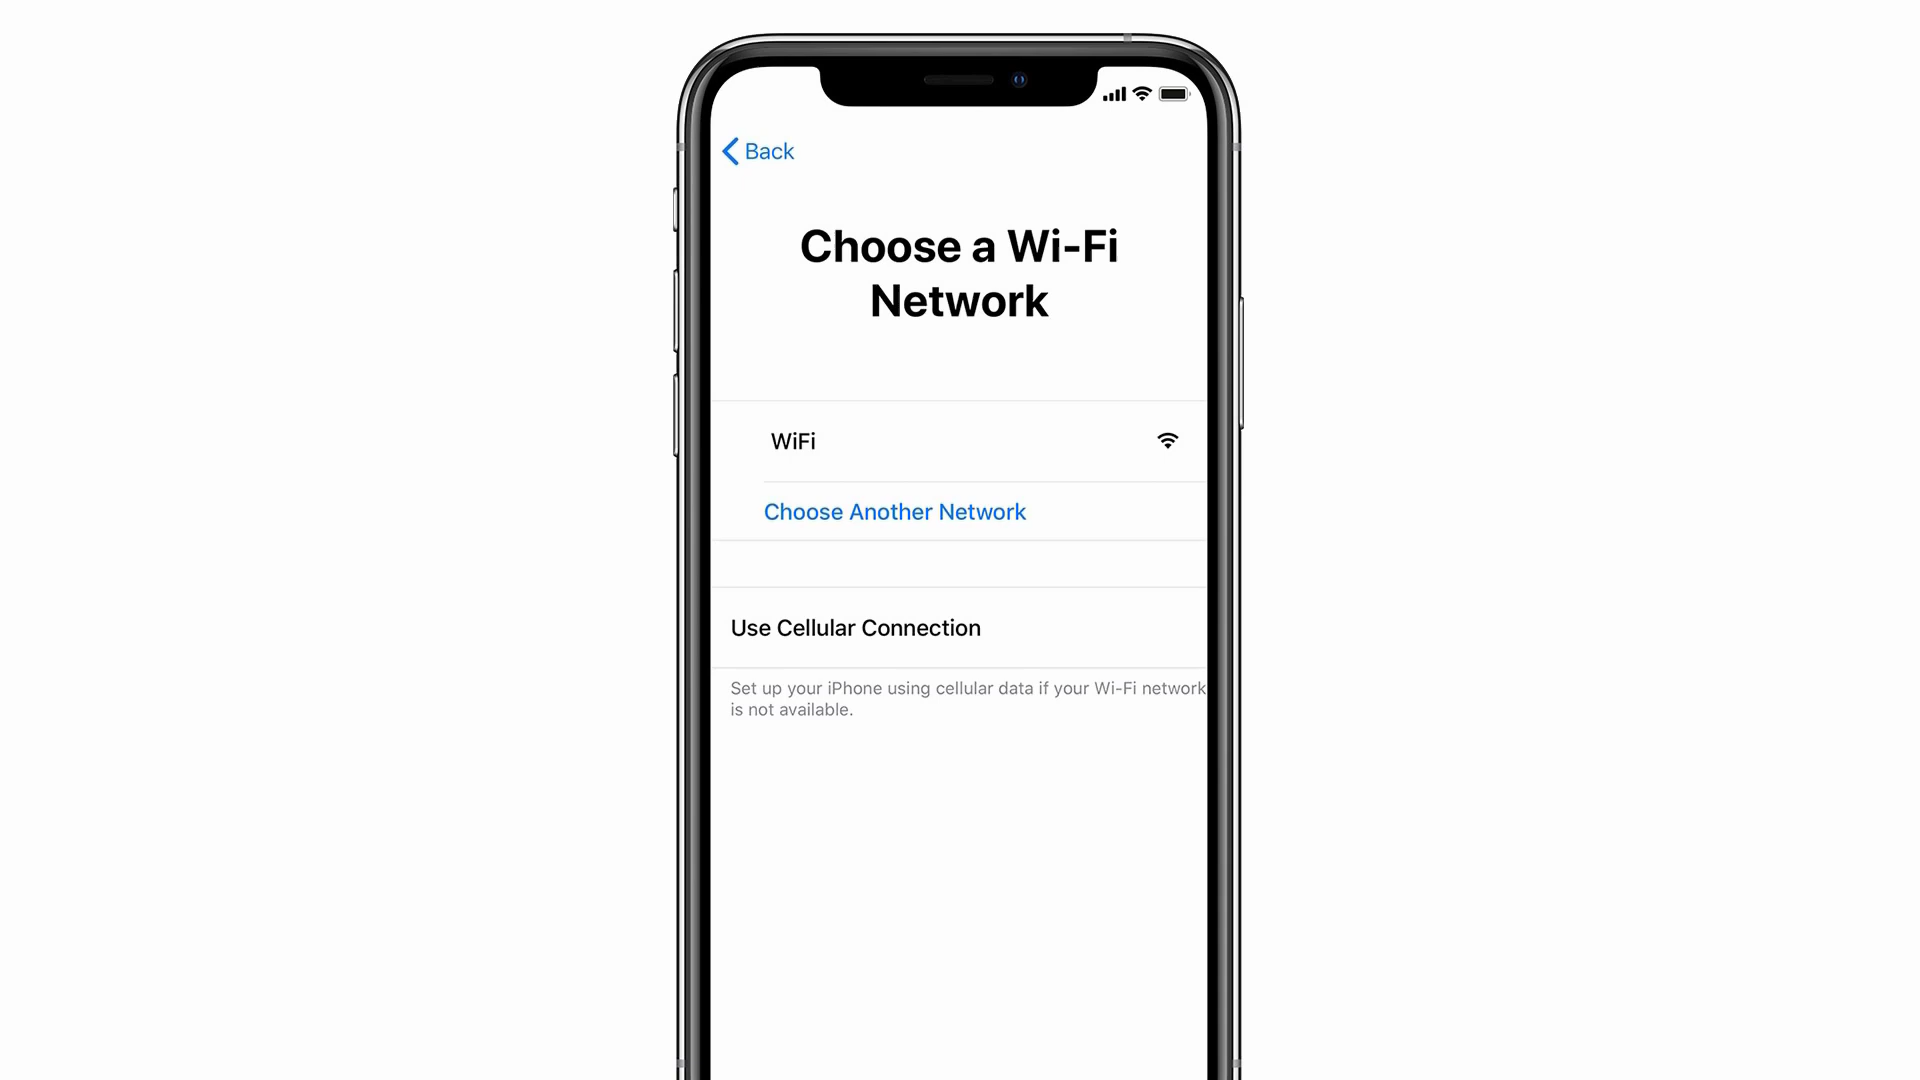 Back
Choose a Wi-Fi
Network
WiFi
Choose Another Network
Use Cellular Connection
Set up your iPhone using cellular data if your Wi-Fi network
is not available.